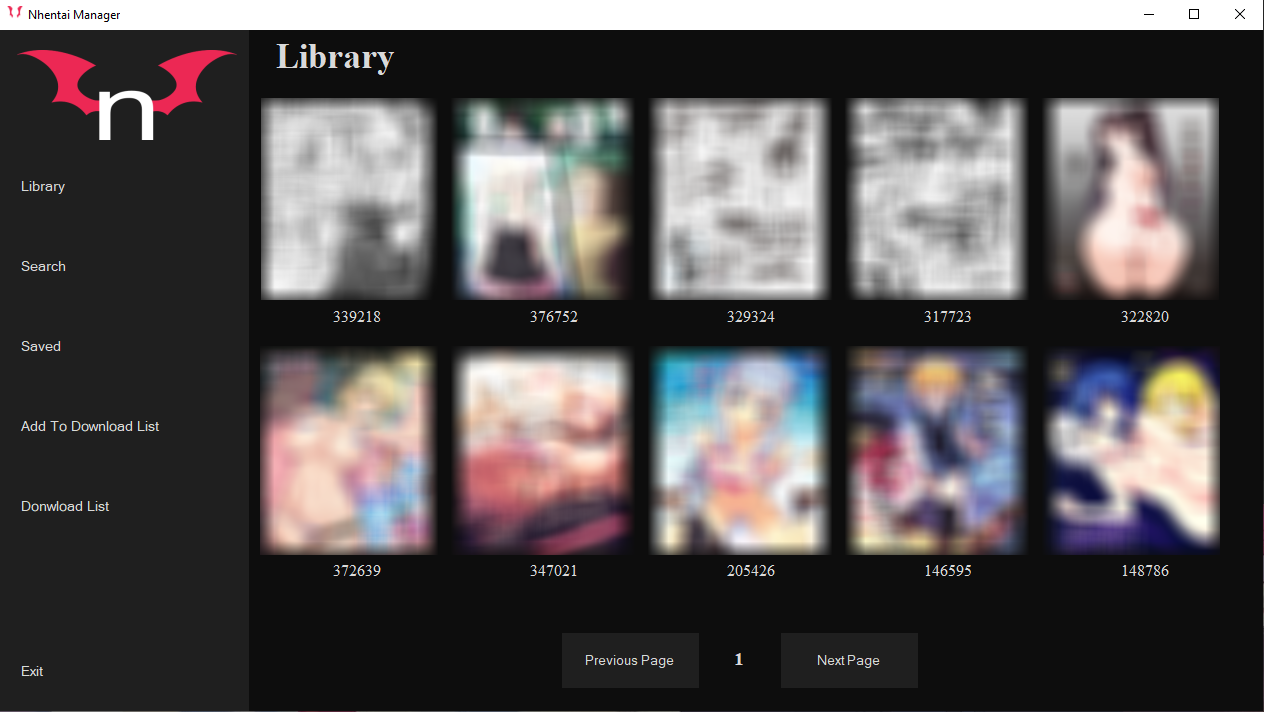 Nhentai Manager
n
Library
Library
Search
Saved
Add To Download List
Donwload List
Exit
339218
376752
329324
317723
322820
372639
347021
205426
146595
148786
Previous Page
1
Next Page